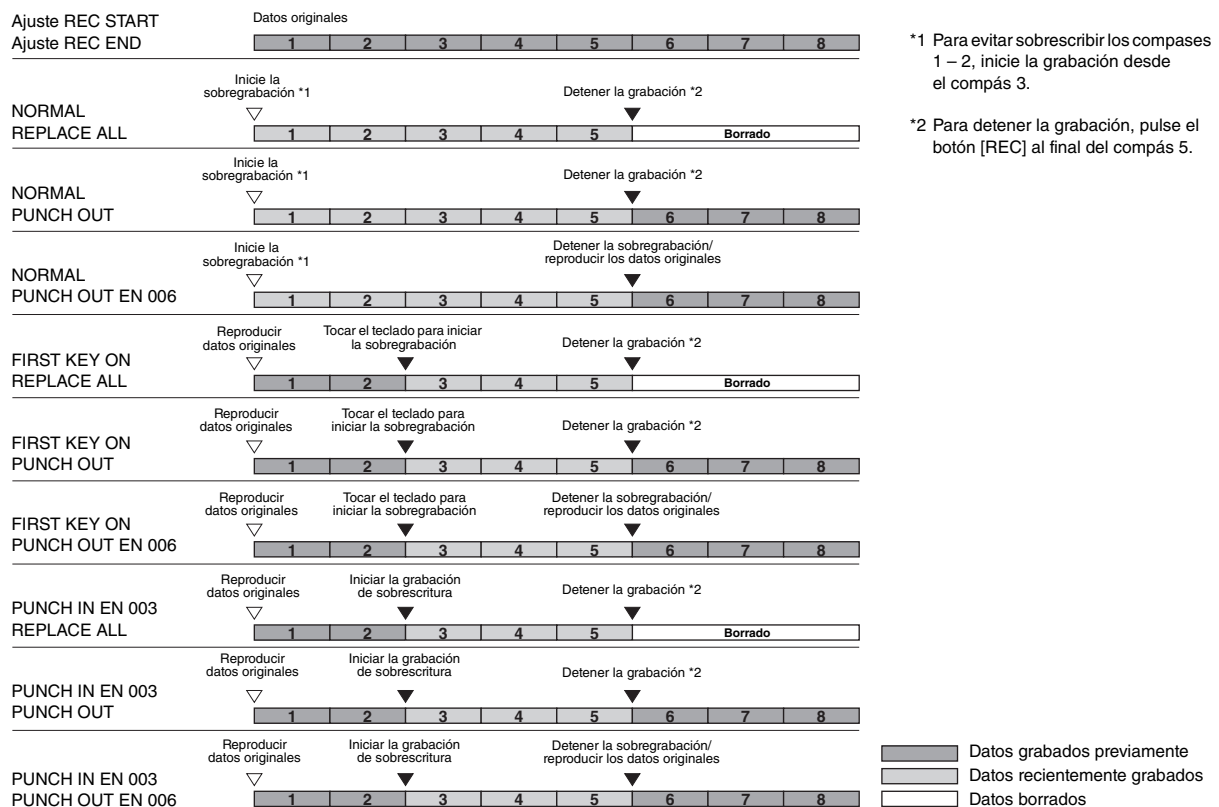 Ajuste REC START
Ajuste REC END
Datos originales
1 2 3 4 5 6 7 8
*1 Para evitar sobrescribir los compases
1 – 2, inicie la grabación desde
el compás 3.
*2 Para detener la grabación, pulse el
botón [REC] al final del compás 5.
NORMAL
REPLACE ALL
Inicie la
sobregrabación *1
Detener la grabación *2
1 2 3 4 5 Borrado
NORMAL
PUNCH OUT
Inicie la
sobregrabación *1
Detener la grabación *2
1 2 3 4 5 6 7 8
NORMAL
PUNCH OUT EN 006
Inicie la
sobregrabación *1
Detener la sobregrabación/
reproducir los datos originales
1 2 3 4 5 6 7 8
FIRST KEY ON
REPLACE ALL
Reproducir
datos originales
Tocar el teclado para iniciar
la sobregrabación
Detener la grabación *2
1 2 3 4 5 Borrado
FIRST KEY ON
PUNCH OUT
Reproducir
datos originales
Tocar el teclado para
iniciar la sobregrabación
Detener la grabación *2
1 2 3 4 5 6 7 8
FIRST KEY ON
PUNCH OUT EN 006
Reproducir
datos originales
Tocar el teclado para
iniciar la sobregrabación
Detener la sobregrabación/
reproducir los datos originales
1 2 3 4 5 6 7 8
PUNCH IN EN 003
REPLACE ALL
Reproducir
datos originales
Iniciar la grabación
de sobrescritura
Detener la grabación *2
1 2 3 4 5 Borrado
PUNCH IN EN 003
PUNCH OUT
Reproducir
datos originales
Iniciar la grabación
de sobrescritura
Detener la grabación *2
1 2 3 4 5 6 7 8
PUNCH IN EN 003
PUNCH OUT EN 006
Reproducir
datos originales
Iniciar la grabación
de sobrescritura
Detener la sobregrabación/
reproducir los datos originales
1 2 3 4 5 6 7 8
Datos grabados previamente
Datos recientemente grabados
Datos borrados